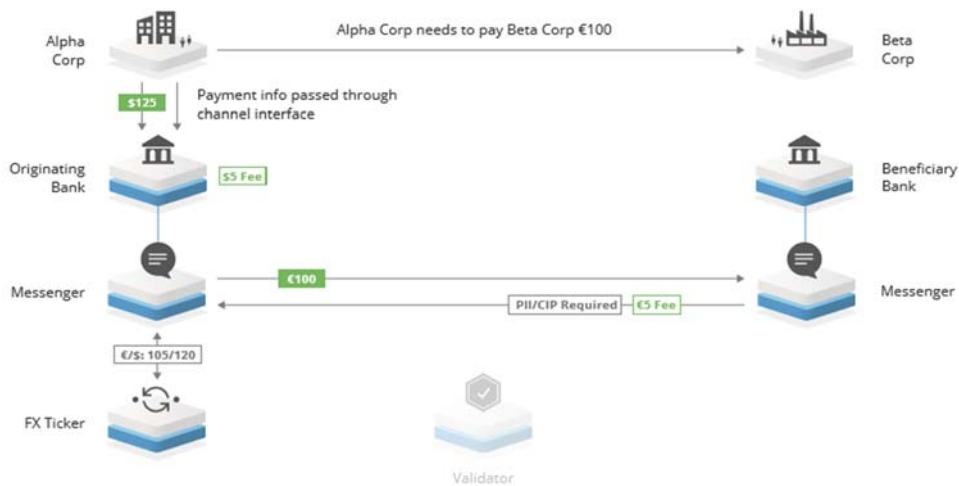 Alpha Corp needs to pay Beta Corp €100
Alpha
Corp
Beta
Corp
$125
Payment info passed through
channel interface
Originating
Bank
$5 Fee
Beneficiary
Bank
Messenger
€100
PII/CIP Required
€5 Fee
Messenger
€/$: 105/120
FX Ticker
Validator